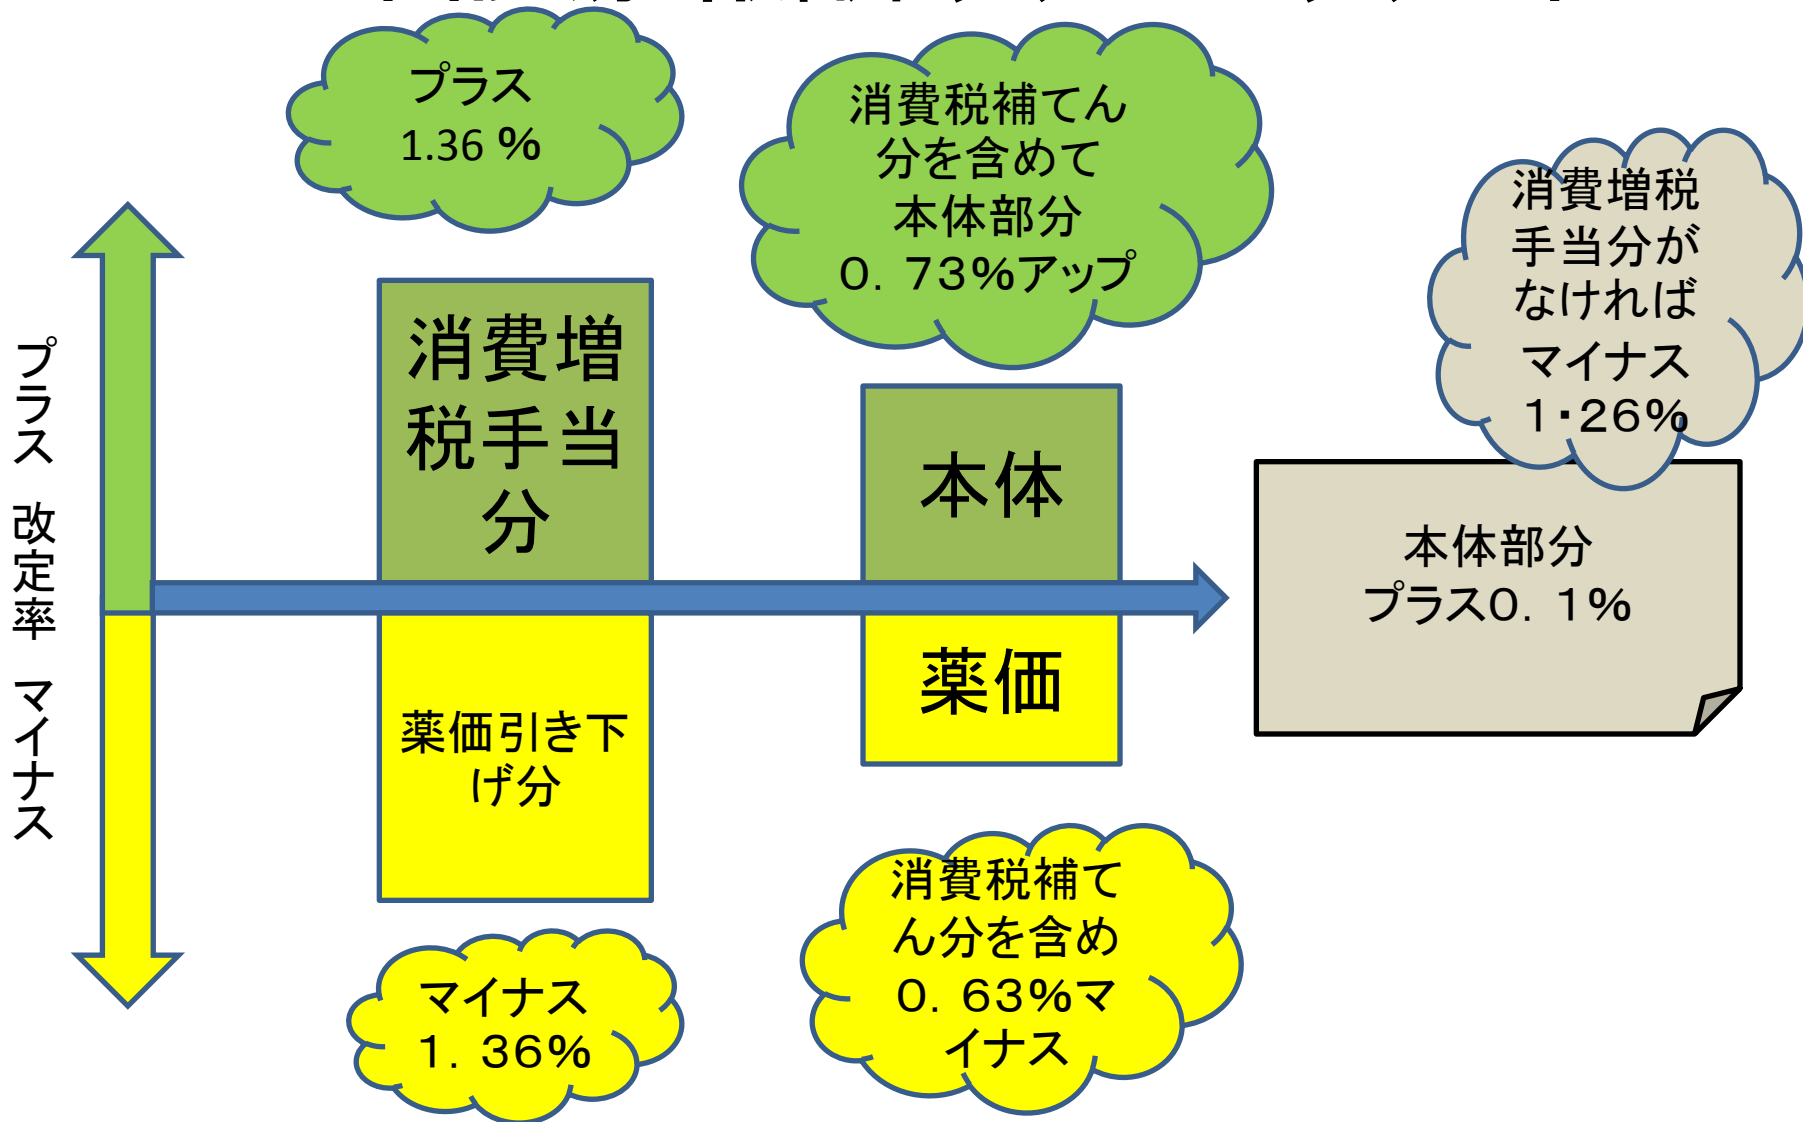 プラス
1.36 %
消費税補てん
分を含めて
本体部分
０．７３％アップ
消費増税
手当分が
なければ
マイナス
１・２６％
プラス 改定率 マイナス
消費増
税手当
分
本体
本体部分
プラス０．１％
薬価引き下
げ分
薬価
マイナス
１．３６％
消費税補て
ん分を含め
０．６３％マ
イナス